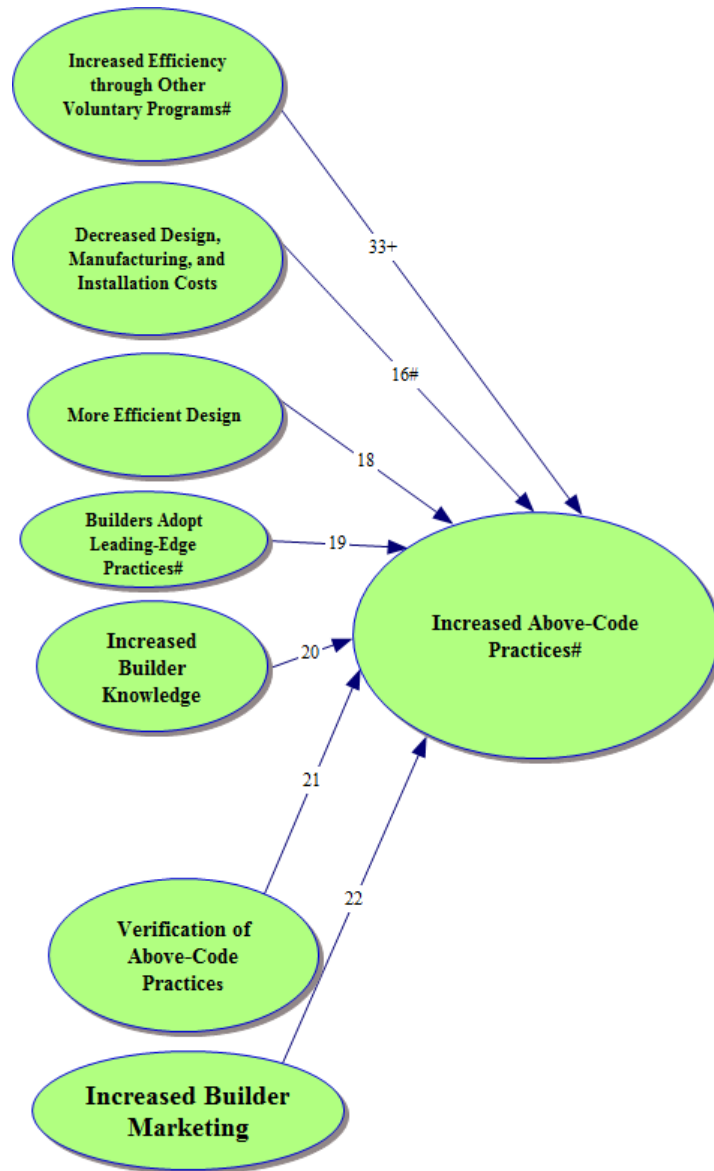 Increased Efficiency
through Other
Voluntary Programs#
33+
Decreased Design,
Manufacturing, and
Installation Costs
16#
More Efficient Design
18
Builders Adopt
Leading-Edge
Practices#
19
Increased
Builder
Knowledge
20
Increased Above-Code
Practices#
21
22
Verification of
Above-Code
Practices
Increased Builder
Marketing